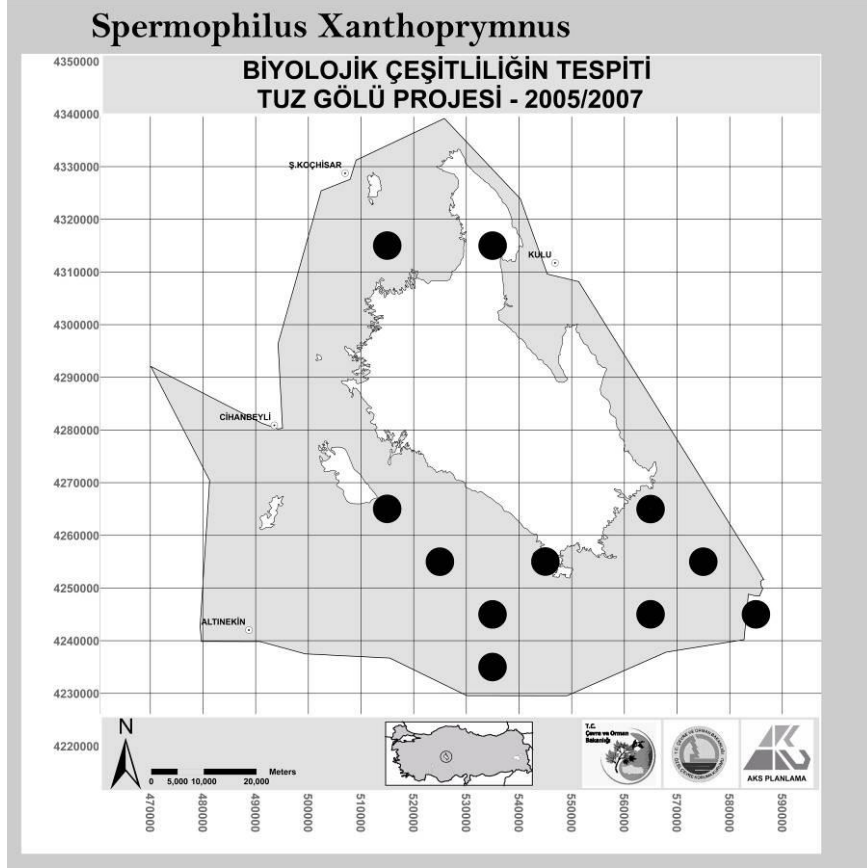 Spermophilus Xanthoprymnus
BİYOLOJİK ÇEŞİTLİLİĞİN TESPİTİ
TUZ GÖLÜ PROJESİ - 2005/2007
4350000
4340000
4330000
4320000
4310000
4300000
4290000
4280000
4270000
4260000
4250000
4240000
4230000
4220000
Ş.KOÇHİSAR
KULU
CİHANBEYLİ
ALTINEKİN
N
0 5,000 10,000 20,000 Meters
T.C.
Çevre ve Orman
Bakanlığı
AKS PLANLAMA
470000 480000 490000 500000 510000 520000 530000 540000 550000 560000 570000 580000 590000